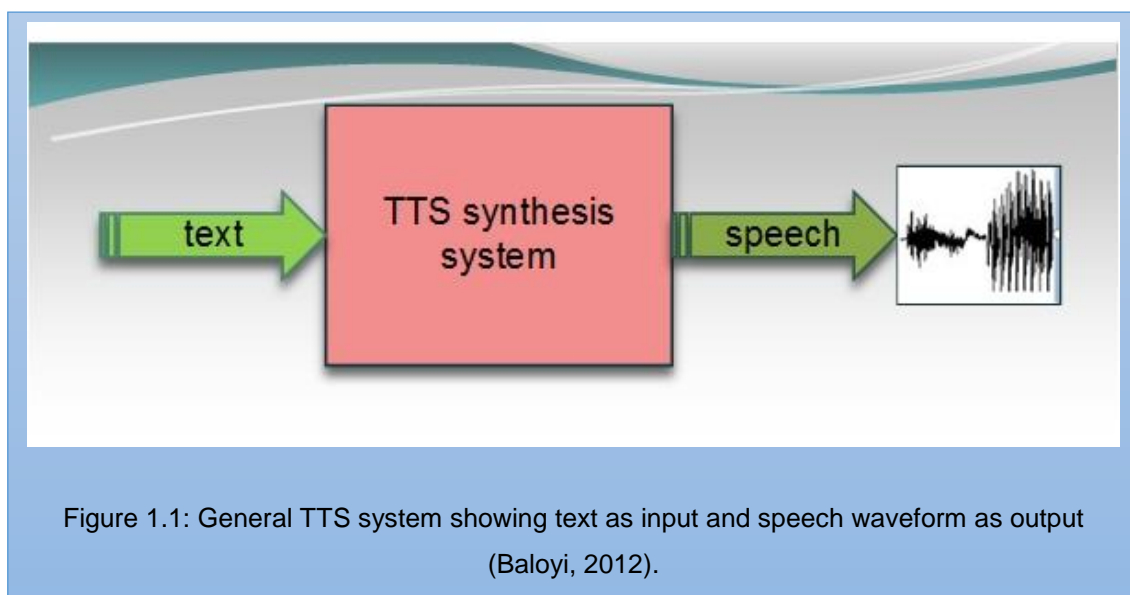 text
TTS synthesis
system
speech
Figure 1.1: General TTS system showing text as input and speech waveform as output
(Baloyi, 2012).